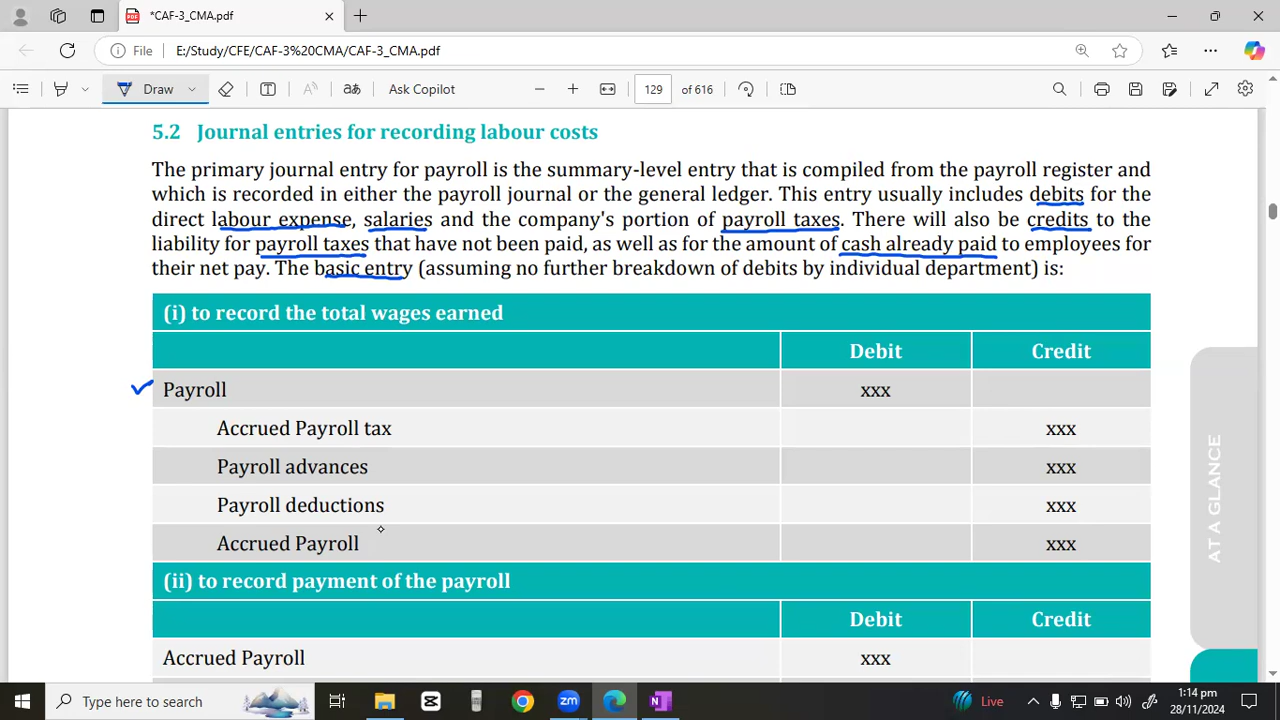 *CAF-3_CMA.pdf
File
E:/Study/CFE/CAF-3%20CMA/CAF-3_CMA.pdf
Draw
Ask Copilot
129 of 616
5.2 Journal entries for recording labour costs
The primary journal entry for payroll is the summary-level entry that is compiled from the payroll register and
which is recorded in either the payroll journal or the general ledger. This entry usually includes debits for the
direct labour expense, salaries and the company's portion of payroll taxes. There will also be credits to the
liability for payroll taxes that have not been paid, as well as for the amount of cash already paid to employees for
their net pay. The basic entry (assuming no further breakdown of debits by individual department) is:
(i) to record the total wages earned
Debit Credit
Payroll xxx
Accrued Payroll tax xxx
Payroll advances xxx
Payroll deductions xxx
Accrued Payroll xxx
(ii) to record payment of the payroll
Debit Credit
Accrued Payroll xxx
AT A GLANCE
Type here to search
Live
1:14 pm
28/11/2024